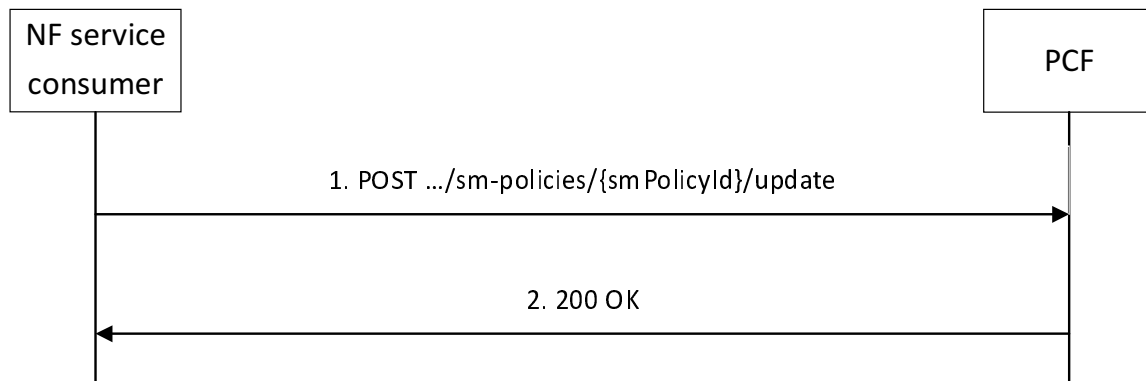 NF service
consumer
PCF
1. POST .../sm-policies/{smPolicyId}/update
2. 200 OK